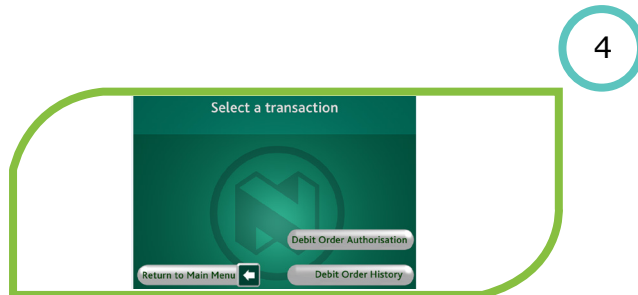 4
Select a transaction
Debit Order Authorisation
Return to Main Menu
Debit Order History